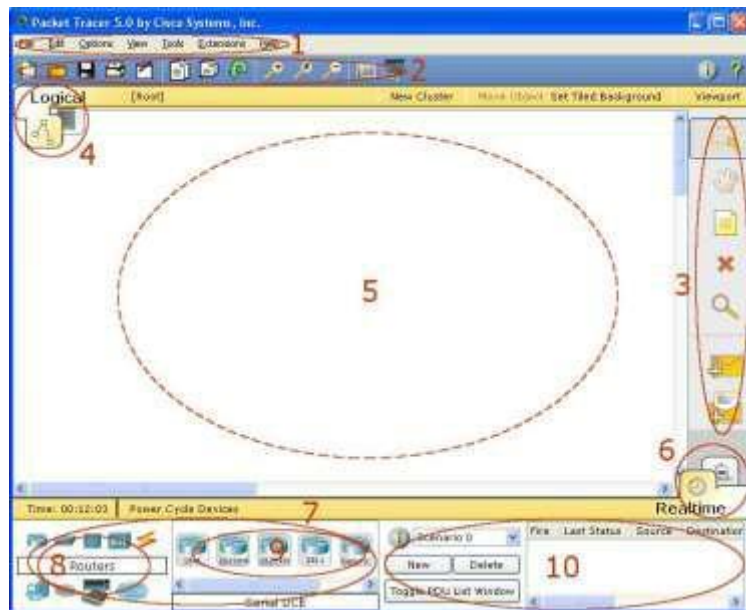 Packet Tracer 5.0 by Cisco Systems, Inc.
Edit Options View Tools Extensions Help 1
2
Logical [Root] New Cluster Move Object Set Tiled Background Viewport
4
3
5
6
Time: 00:12:03 Power Cycle Devices Realtime
7
Scenario 0 Fire Last Status Source Destination
8 Routers
New Delete
9
10
Toggle PDU List Window